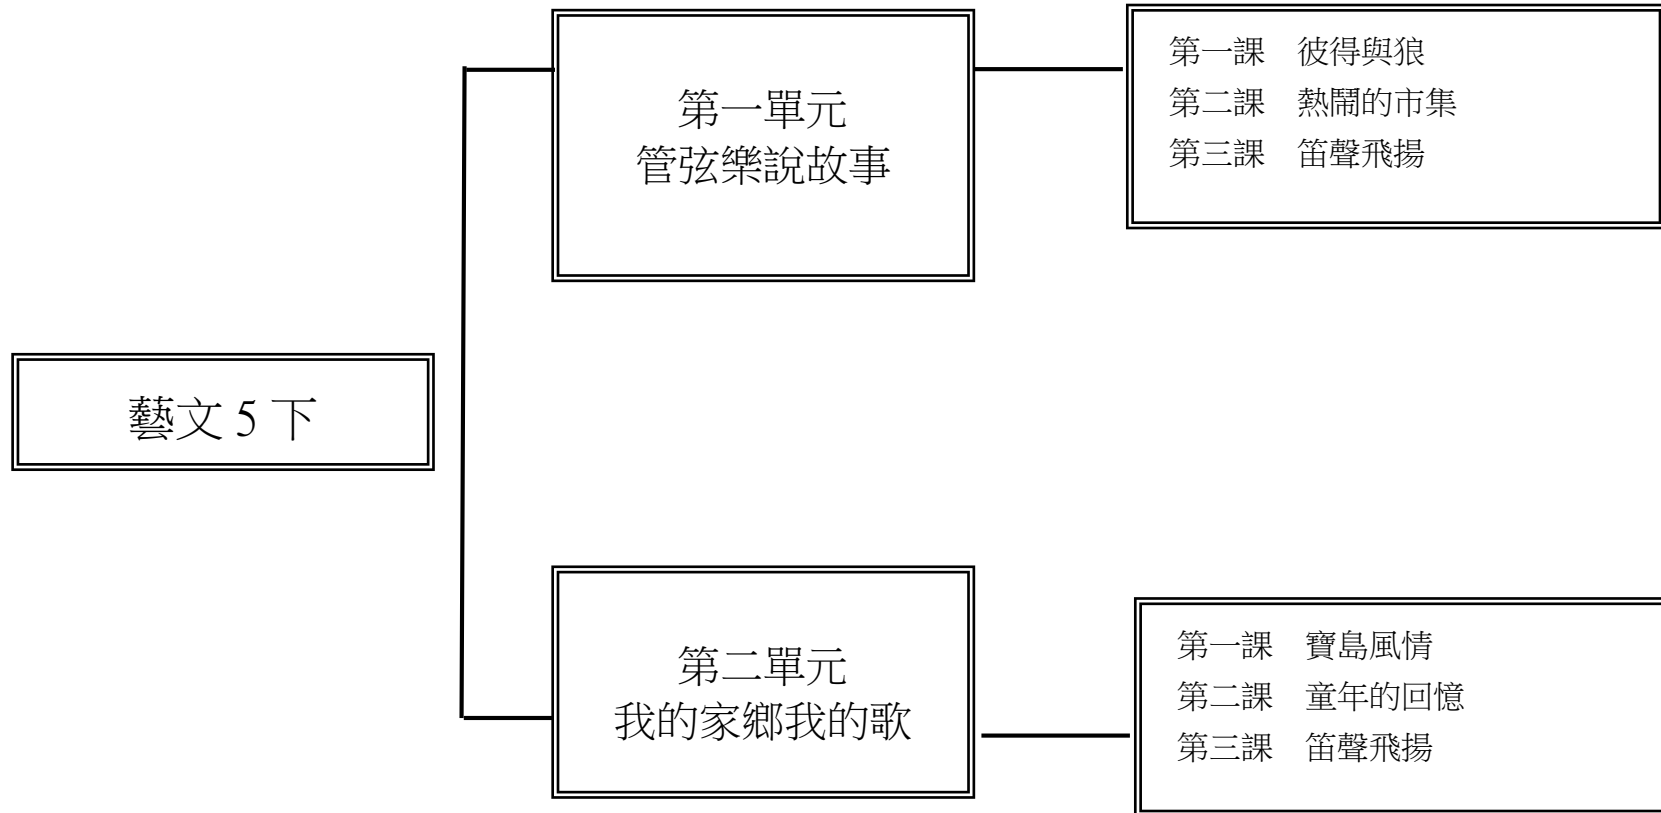 藝文 5 下
第一單元
管弦樂說故事
第一課　彼得與狼
第二課　熱鬧的市集
第三課　笛聲飛揚
第二單元
我的家鄉我的歌
第一課　寶島風情
第二課　童年的回憶
第三課　笛聲飛揚